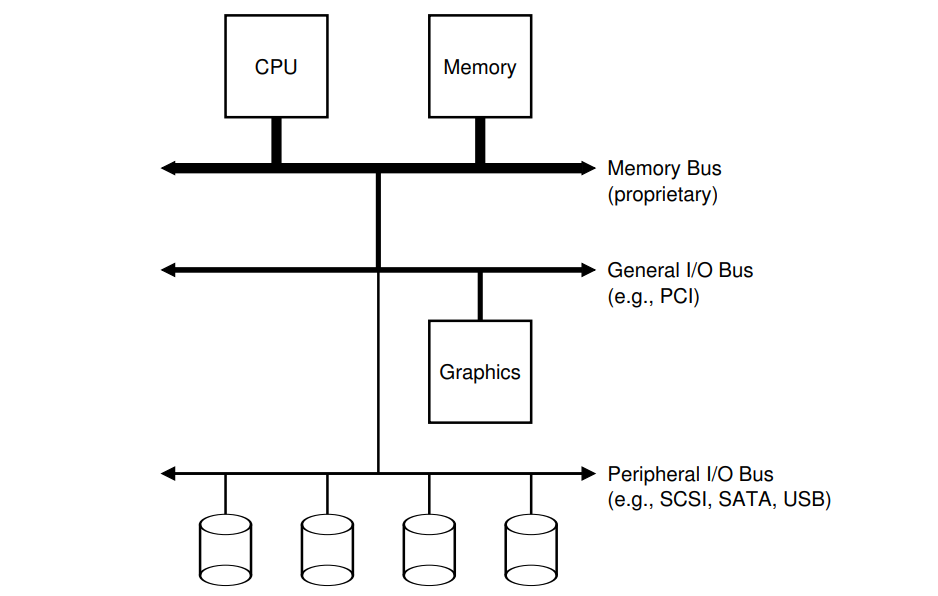 CPU
Memory
Memory Bus
(proprietary)
General I/O Bus
(e.g., PCI)
Graphics
Peripheral I/O Bus
(e.g., SCSI, SATA, USB)